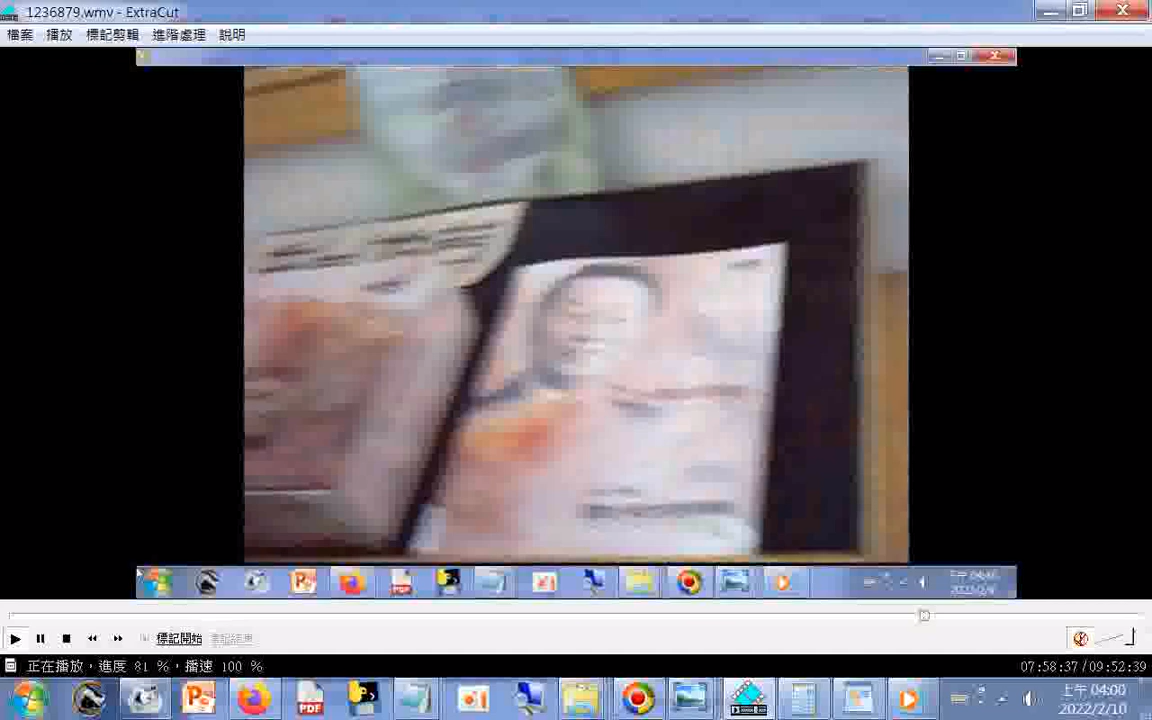 1236879.wmv - ExtraCut
檔案 播放 標記剪輯 進階處理 說明
標記開始 標記結束
正在播放，進度 81 %，播速 100 %
07:58:37 / 09:52:39
PDF
上午 04:00
2022/2/10